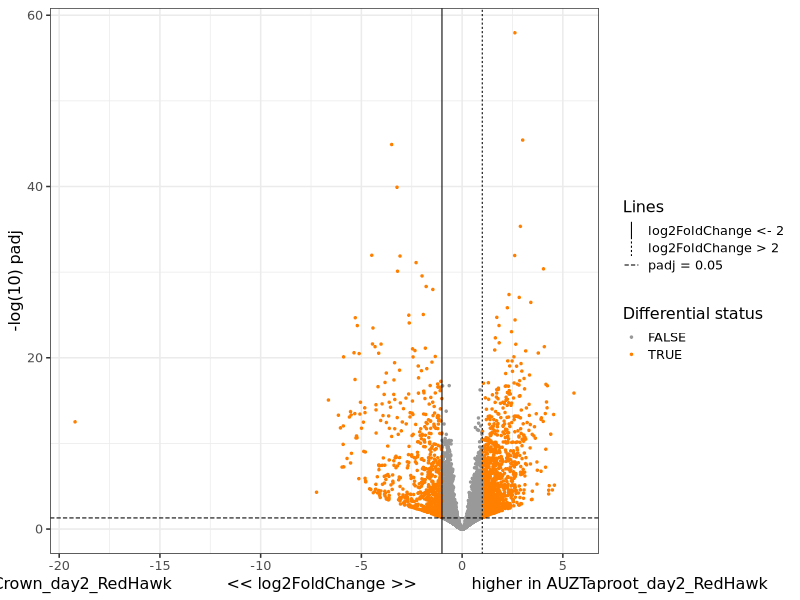 60
40
20
0
-log(10) padj
-20
-15
-10
-5
0
5
Crown_day2_RedHawk << log2FoldChange >> higher in AUZTaproot_day2_RedHawk
Lines
log2FoldChange <- 2
log2FoldChange > 2
padj = 0.05
Differential status
FALSE
TRUE